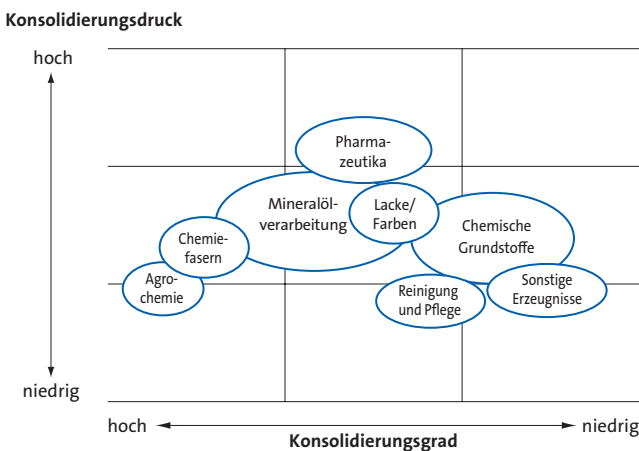 Konsolidierungsdruck
hoch
Pharma-
zeutika
Mineralöl-
verarbeitung
Lacke/
Farben
Chemische
Grundstoffe
Chemie-
fasern
Agro-
chemie
Reinigung
und Pflege
Sonstige
Erzeugnisse
niedrig
hoch
niedrig
Konsolidierungsgrad